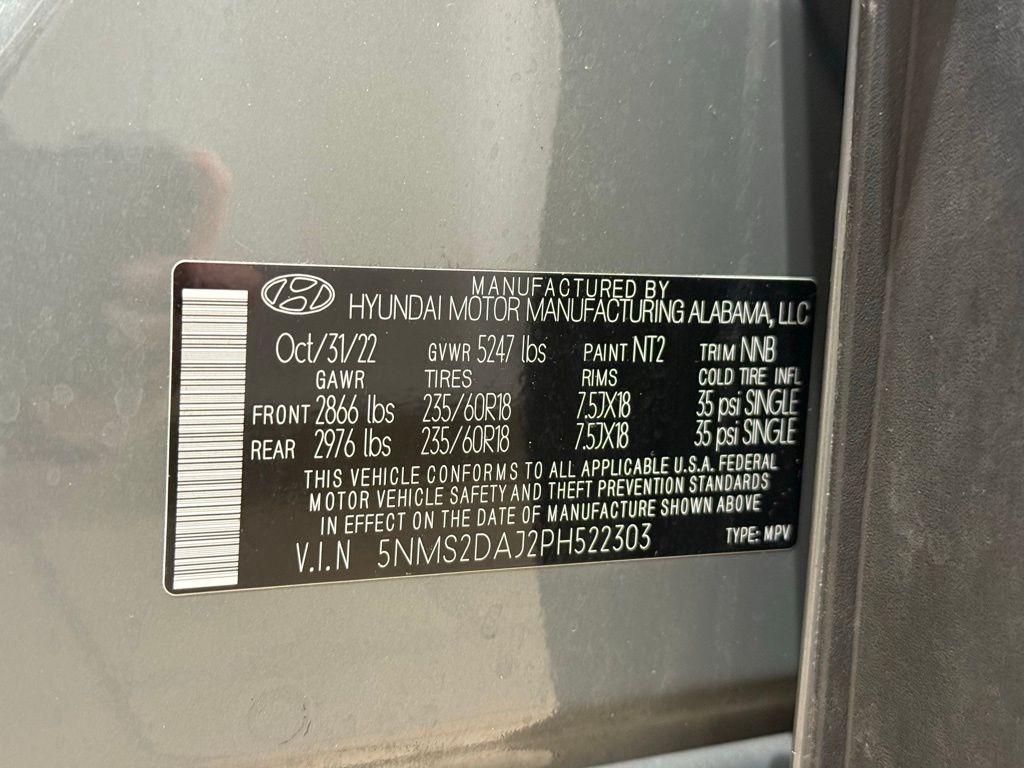 MANUFACTURED BY
HYUNDAI MOTOR MANUFACTURING ALABAMA, LLC
Oct/31/22 GVWR 5247 lbs PAINT NT2 TRIM NNB
GAWR TIRES RIMS COLD TIRE INFL
FRONT 2866 lbs 235/60R18 7.5JX18 35 psi SINGLE
REAR 2976 lbs 235/60R18 7.5JX18 35 psi SINGLE
THIS VEHICLE CONFORMS TO ALL APPLICABLE U.S.A. FEDERAL
MOTOR VEHICLE SAFETY AND THEFT PREVENTION STANDARDS
IN EFFECT ON THE DATE OF MANUFACTURE SHOWN ABOVE
V.I.N 5NMS2DAJ2PH522303 TYPE: MPV